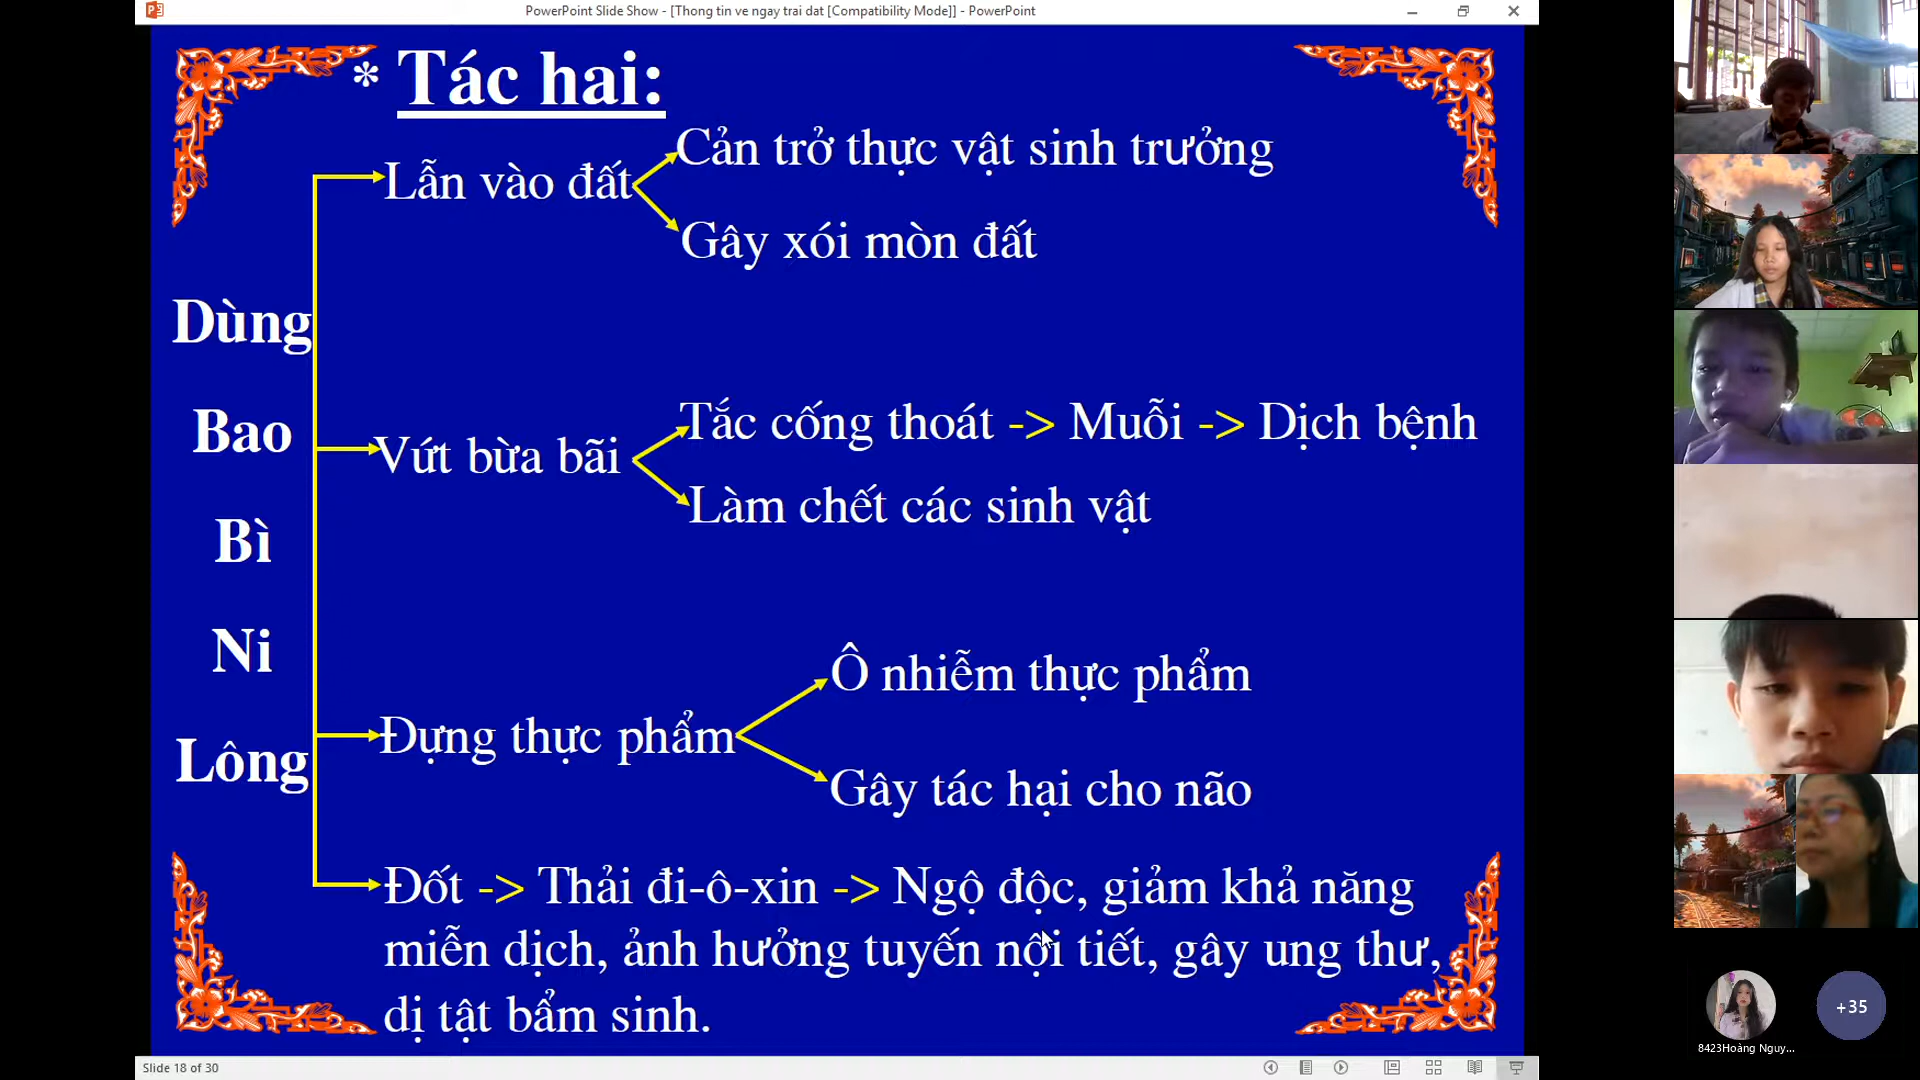 PowerPoint Slide Show - [Thong tin ve ngay trai dat [Compatibility Mode]] - PowerPoint
* Tác hai:
Cản trở thực vật sinh trưởng
Lẫn vào đất
Gây xói mòn đất
Dùng
Bao
Bì
Ni
Lông
Tắc cống thoát -> Muỗi -> Dịch bệnh
Vứt bừa bãi
Làm chết các sinh vật
Ô nhiễm thực phẩm
Đựng thực phẩm
Gây tác hại cho não
Đốt -> Thải đi-ô-xin -> Ngộ độc, giảm khả năng
miễn dịch, ảnh hưởng tuyến nội tiết, gây ung thư,
dị tật bẩm sinh.
Slide 18 of 30
+35
8423Hoàng Nguy...